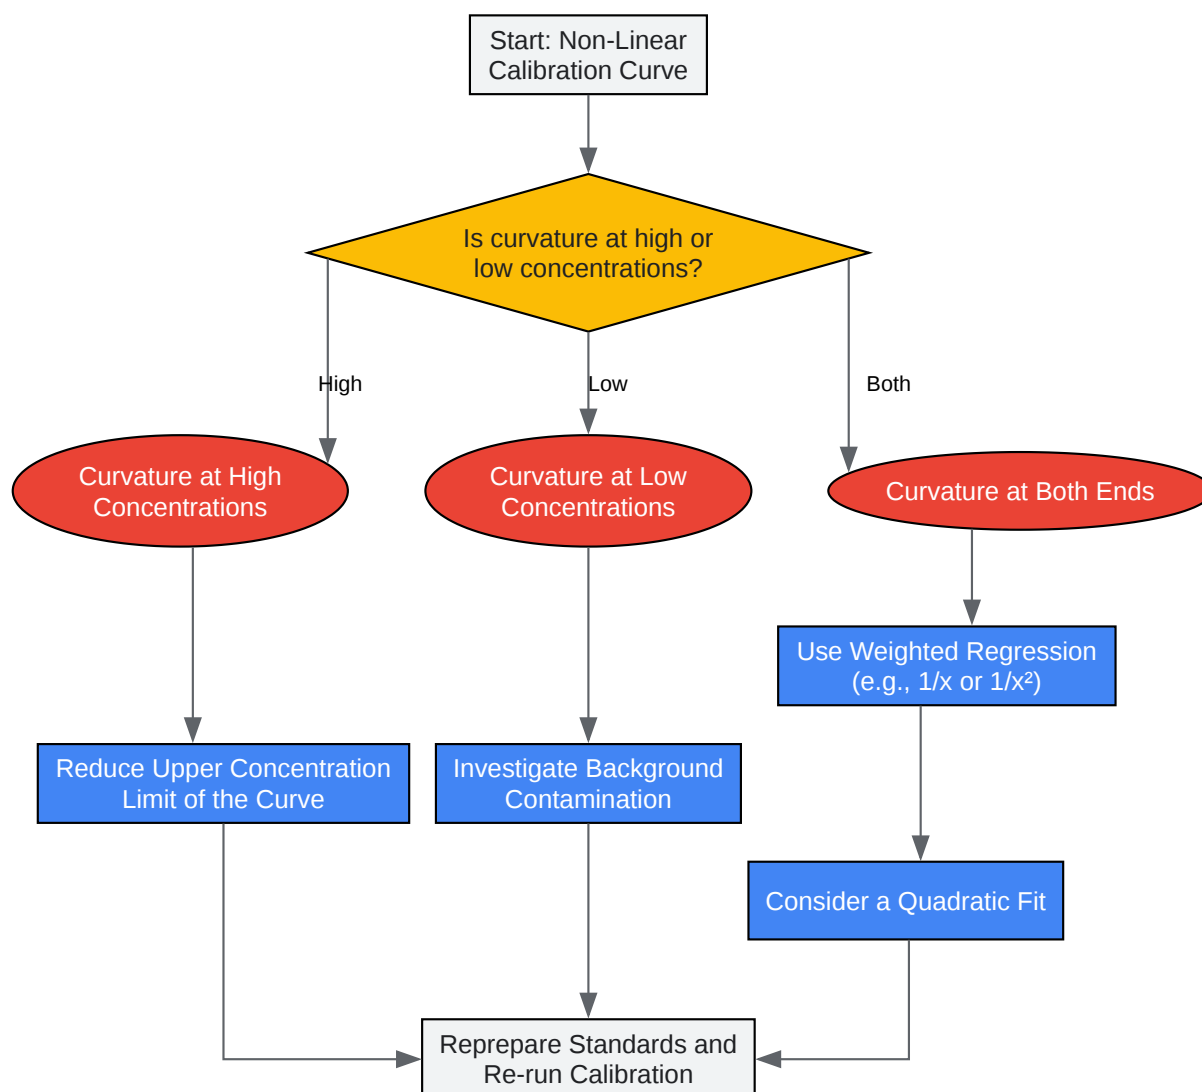 Start: Non-Linear
Calibration Curve
Is curvature at high or
low concentrations?
High
Low
Both
Curvature at High
Concentrations
Curvature at Low
Concentrations
Curvature at Both Ends
Use Weighted Regression
(e.g., 1/x or 1/x²)
Reduce Upper Concentration
Limit of the Curve
Investigate Background
Contamination
Consider a Quadratic Fit
Reprepare Standards and
Re-run Calibration